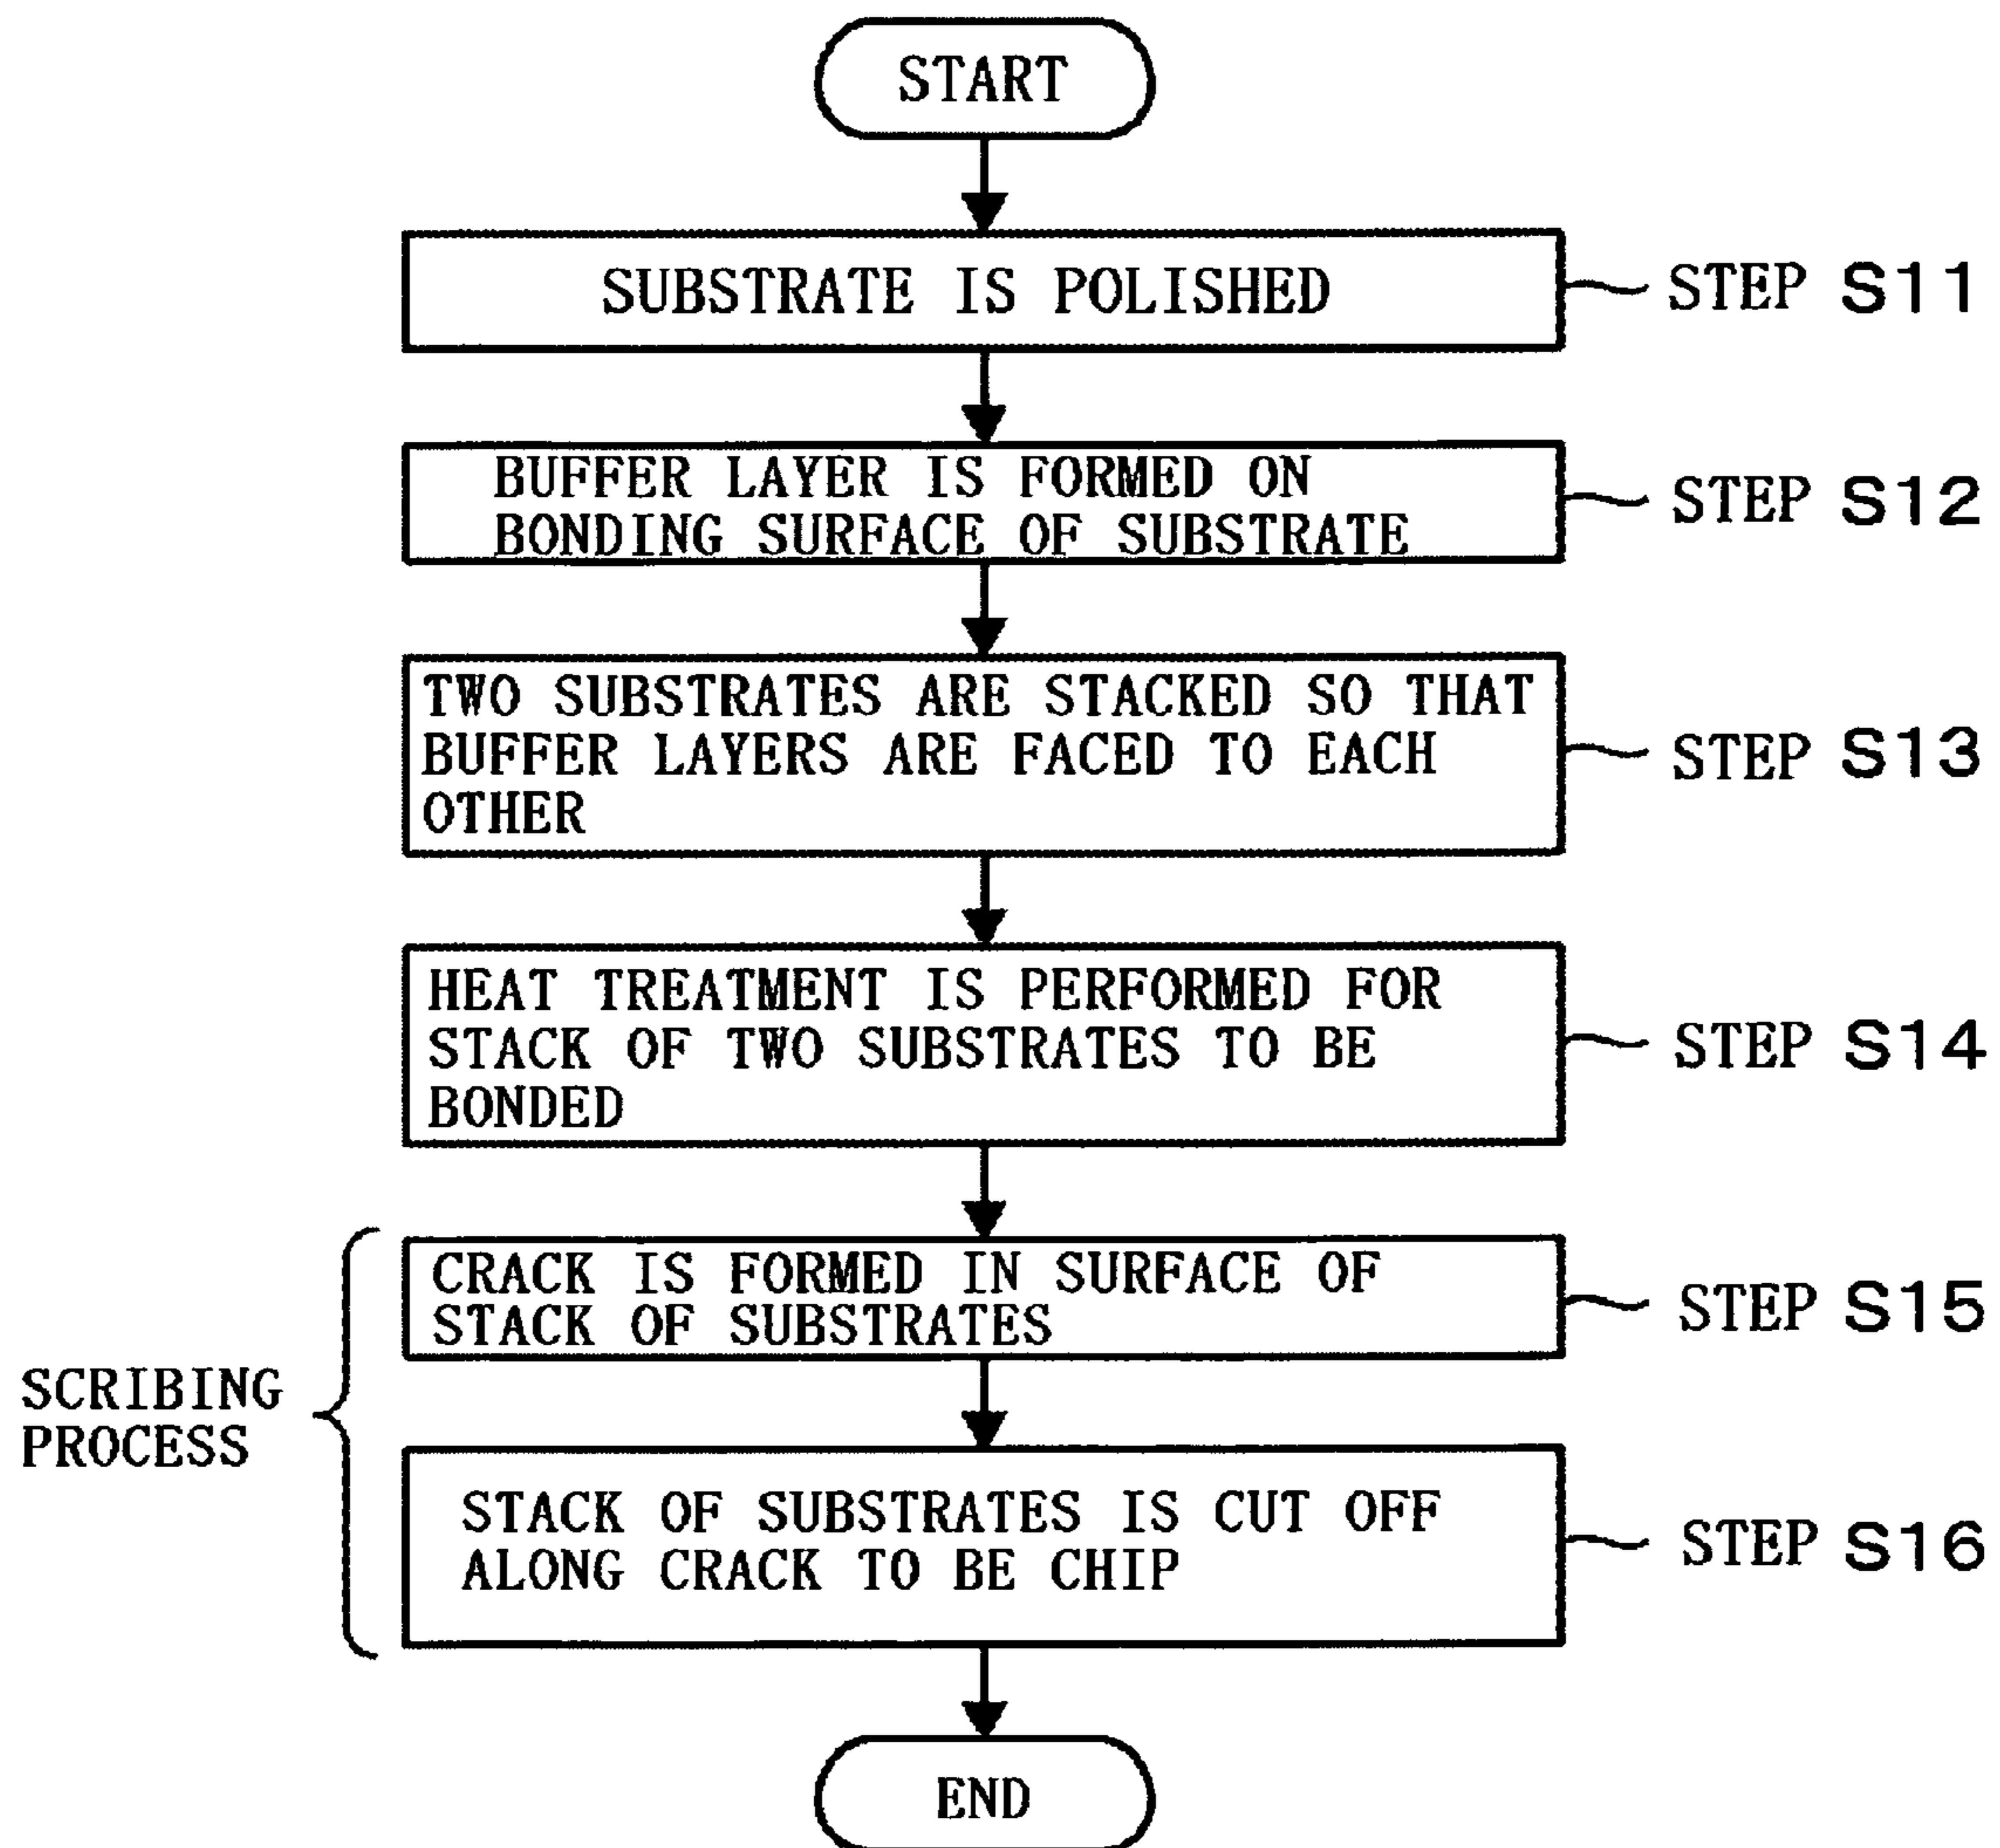 START
SUBSTRATE IS POLISHED
STEP S11
BUFFER LAYER IS FORMED ON
BONDING SURFACE OF SUBSTRATE
STEP S12
TWO SUBSTRATES ARE STACKED SO THAT
BUFFER LAYERS ARE FACED TO EACH
OTHER
STEP S13
HEAT TREATMENT IS PERFORMED FOR
STACK OF TWO SUBSTRATES TO BE
BONDED
STEP S14
SCRIBING
PROCESS
CRACK IS FORMED IN SURFACE OF
STACK OF SUBSTRATES
STEP S15
STACK OF SUBSTRATES IS CUT OFF
ALONG CRACK TO BE CHIP
STEP S16
END